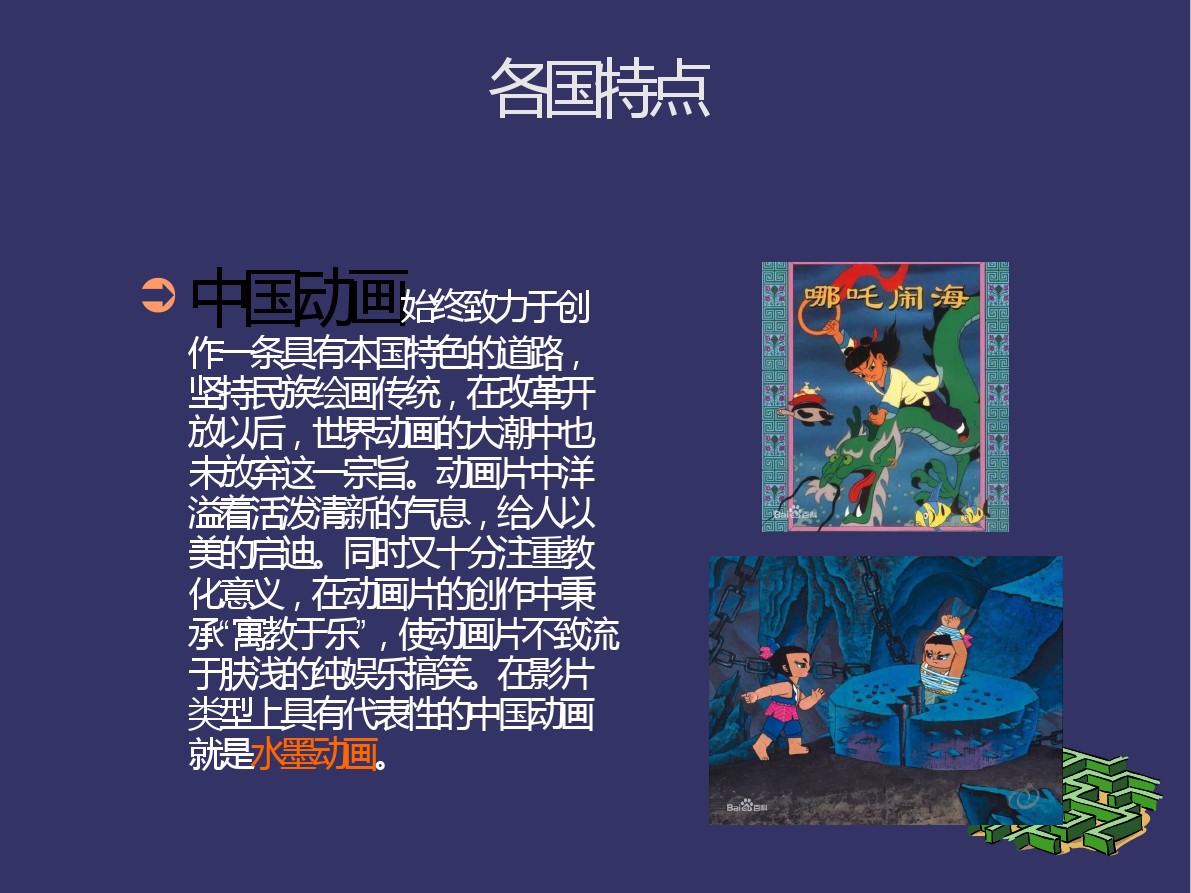 各国特点
中国动画始终致力于创
作一条具有本国特色的道路，
坚持民族绘画传统，在改革开
放以后，世界动画的大潮中也
未放弃这一宗旨。动画片中洋
溢着活泼清新的气息，给人以
美的启迪。同时又十分注重教
化意义，在动画片的创作中秉
承“寓教于乐”，使动画片不致流
于肤浅的纯娱乐搞笑。在影片
类型上具有代表性的中国动画
就是水墨动画。
哪吒闹海
Bai百科
Bai百科